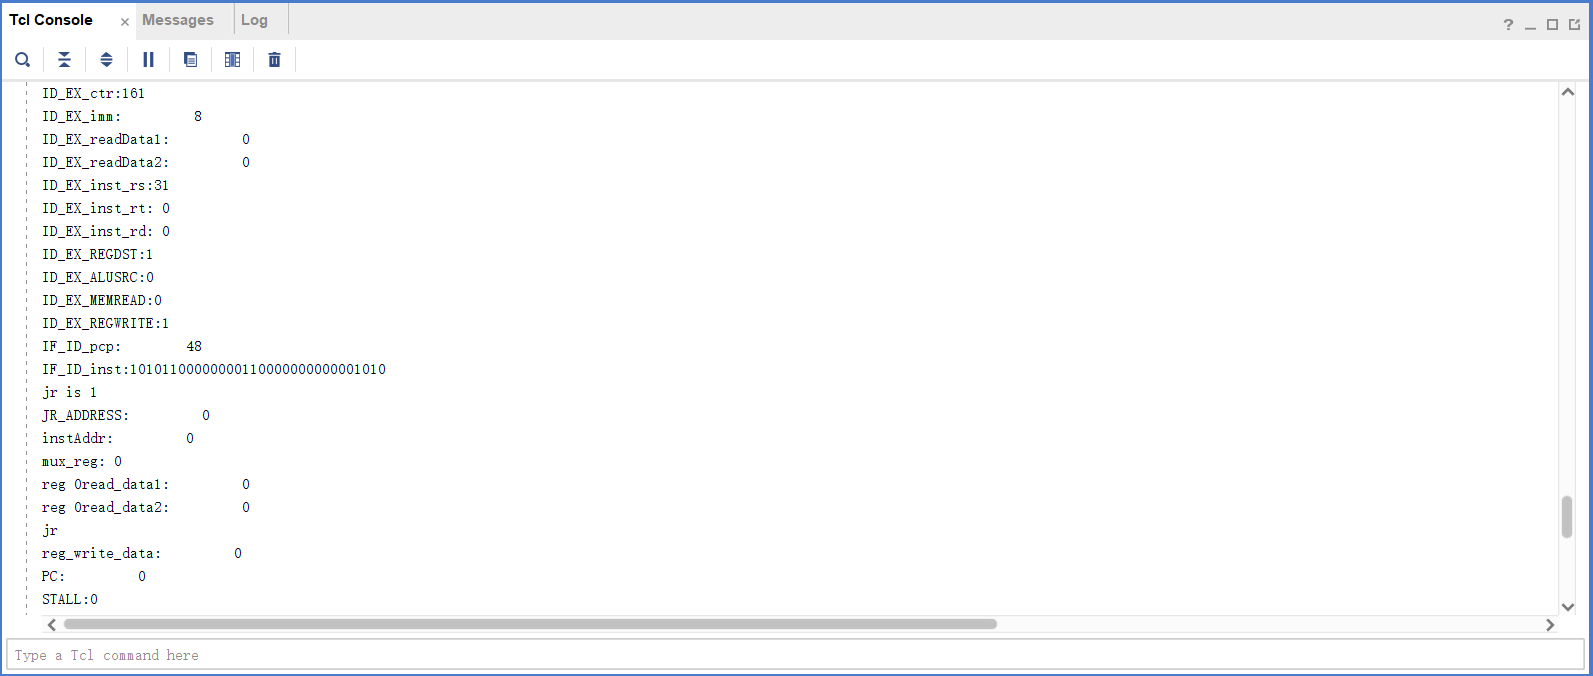 Tcl Console × Messages Log
? _
ID_EX_ctr:161
ID_EX_imm: 8
ID_EX_readData1: 0
ID_EX_readData2: 0
ID_EX_inst_rs:31
ID_EX_inst_rt: 0
ID_EX_inst_rd: 0
ID_EX_REGDST:1
ID_EX_ALUSRC:0
ID_EX_MEMREAD:0
ID_EX_REGWRITE:1
IF_ID_pcp: 48
IF_ID_inst:10101100000000110000000000001010
jr is 1
JR_ADDRESS: 0
instAddr: 0
mux_reg: 0
reg 0read_data1: 0
reg 0read_data2: 0
jr
reg_write_data: 0
PC: 0
STALL:0
Type a Tcl command here